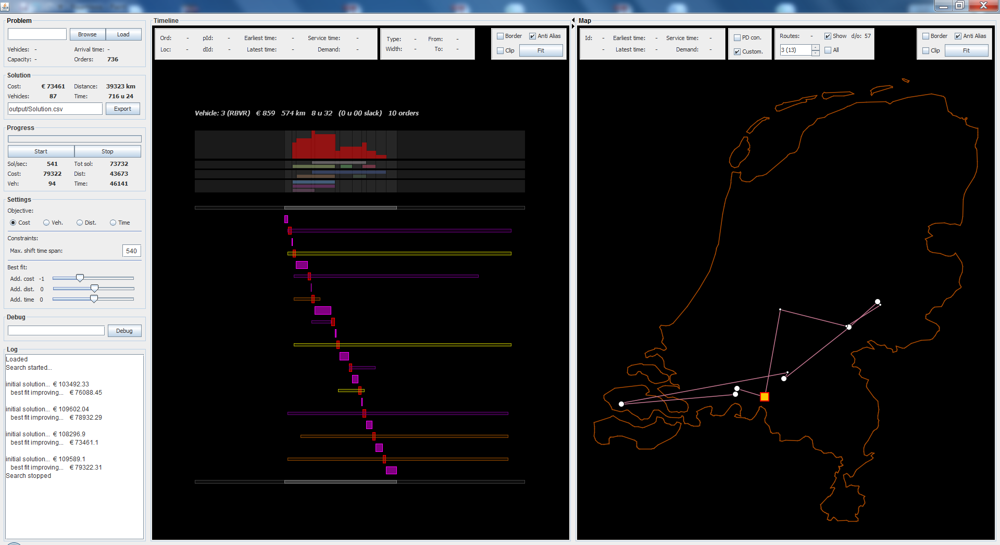 Problem
Browse
Load
Vehicles: -
Arrival time: -
Capacity: -
Orders: 736
Solution
Cost: € 73461
Distance: 39323 km
Vehicles: 87
Time: 716 u 24
output/Solution.csv
Export
Progress
Start
Stop
Sol/sec: 541
Tot sol: 73732
Cost: 79322
Dist: 43673
Veh: 94
Time: 46141
Settings
Objective:
Cost
Veh.
Dist.
Time
Constraints:
Max. shift time span: 540
Best fit:
Add. cost -1
Add. dist. 0
Add. time 0
Debug
Debug
Log
Loaded
Search started...
initial solution... € 103492.33
best fit improving... € 76088.45
initial solution... € 109602.04
best fit improving... € 78932.29
initial solution... € 108296.9
best fit improving... € 73461.1
initial solution... € 109589.1
best fit improving... € 79322.31
Search stopped
Timeline
Ord: - pId: - Earliest time: - Service time: -
Loc: - dId: - Latest time: - Demand: -
Type: - From: -
Width: - To: -
Border
Anti Alias
Clip
Fit
Vehicle: 3 (RBVR) € 859 574 km 8 u 32 (0 u 00 slack) 10 orders
Map
Id: - Earliest time: - Service time: -
- Latest time: - Demand: -
PD con.
Custom.
Routes: - Show d/o: 57
3 (13)
All
Border
Anti Alias
Clip
Fit